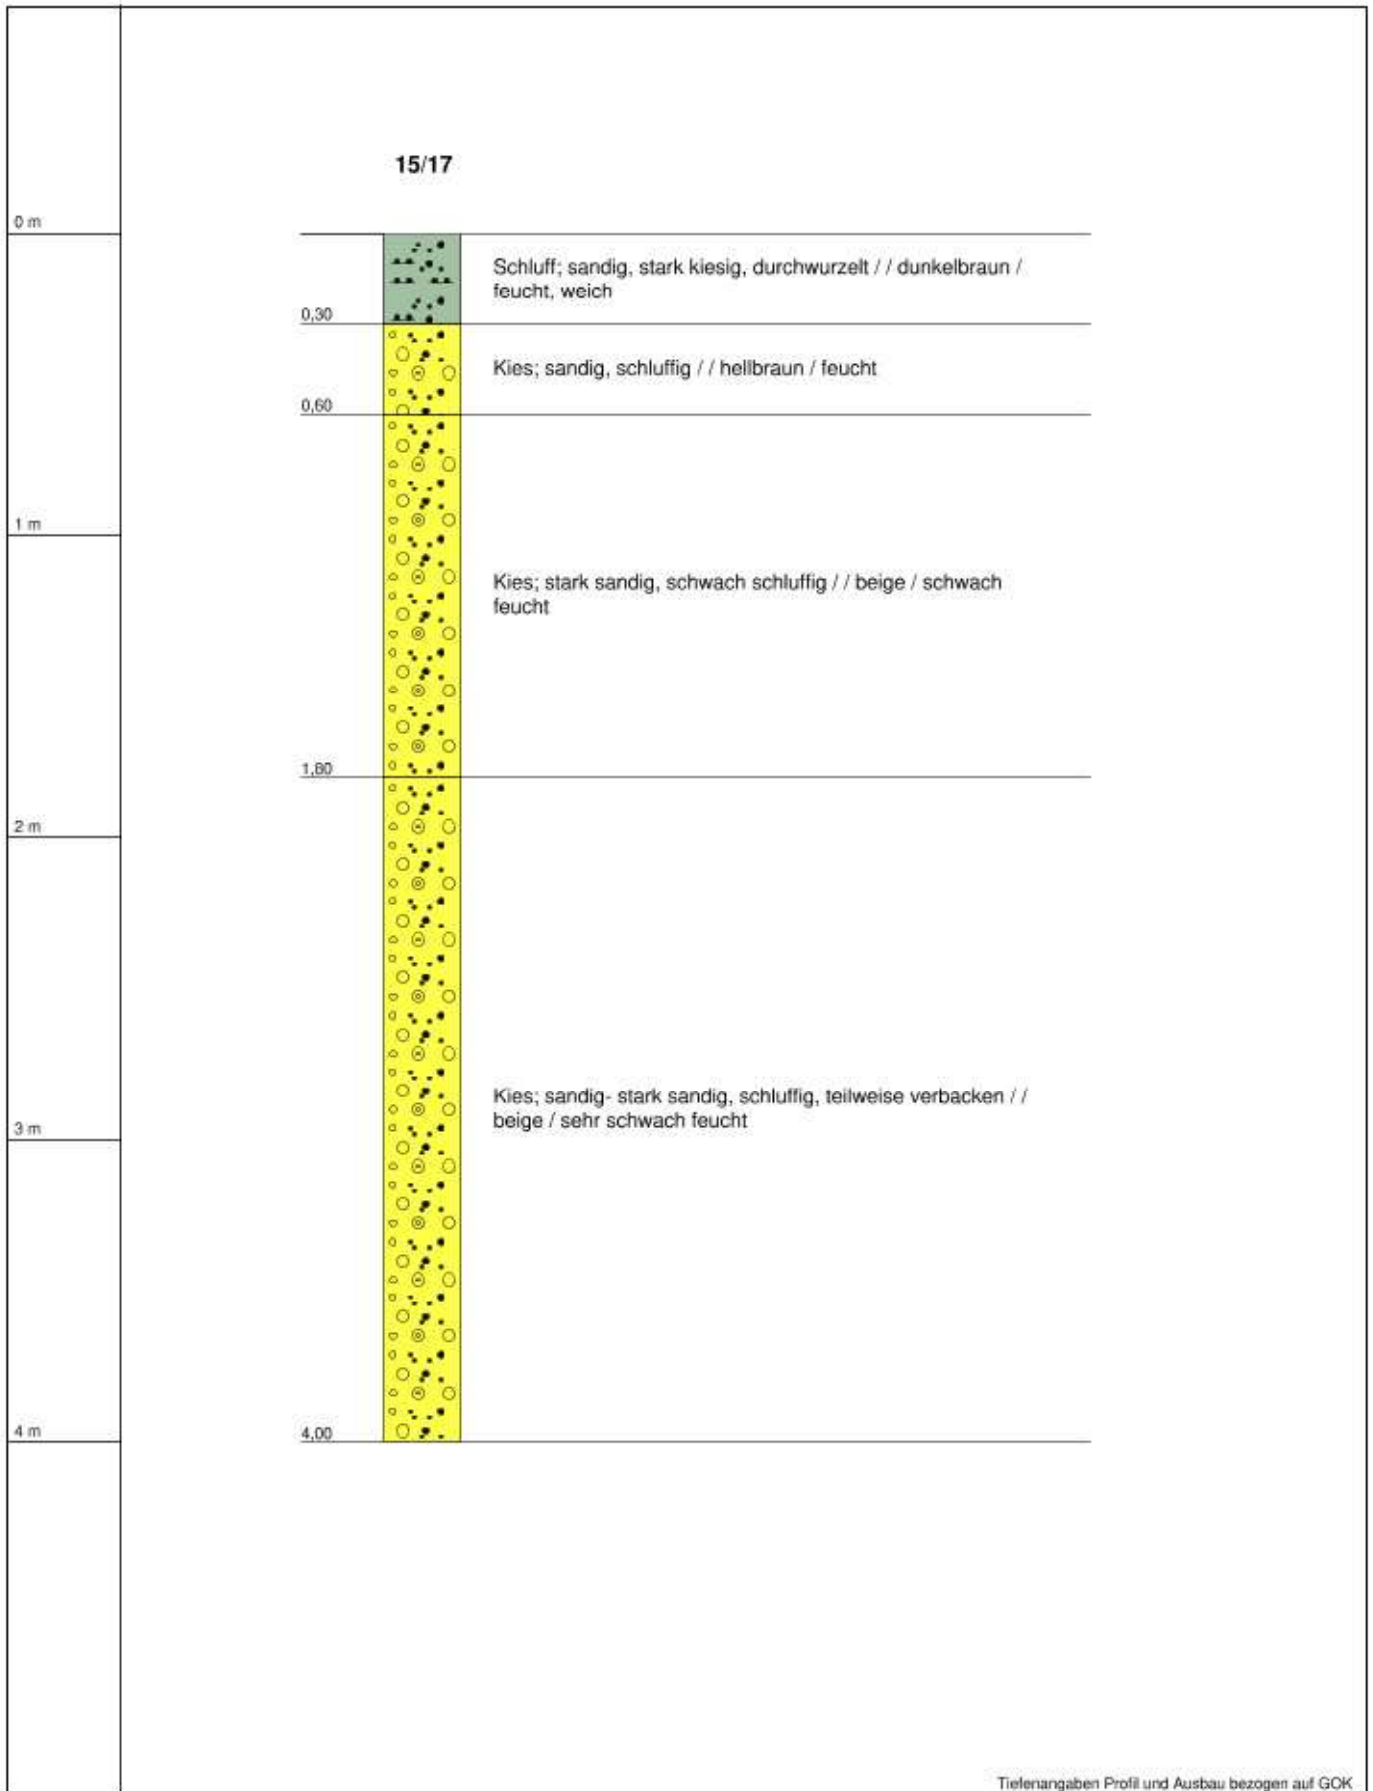 15/17
0 m
Schluff; sandig, stark kiesig, durchwurzelt / / dunkelbraun /
feucht, weich
0,30
Kies; sandig, schluffig / / hellbraun / feucht
0,60
1 m
Kies; stark sandig, schwach schluffig / / beige / schwach
feucht
1,80
2 m
Kies; sandig- stark sandig, schluffig, teilweise verbacken / /
beige / sehr schwach feucht
3 m
4 m
4,00
Tiefenangaben Profil und Ausbau bezogen auf GOK